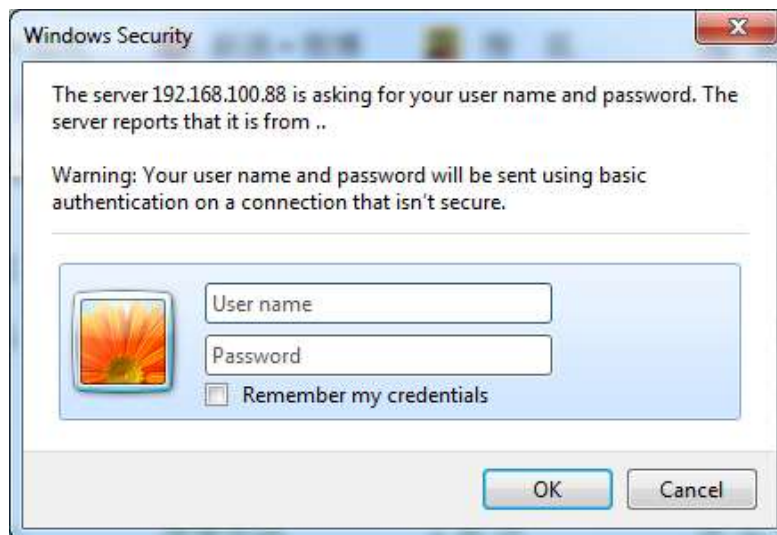 Windows Security
The server 192.168.100.88 is asking for your user name and password. The
server reports that it is from ..
Warning: Your user name and password will be sent using basic
authentication on a connection that isn't secure.
User name
Password
Remember my credentials
OK
Cancel